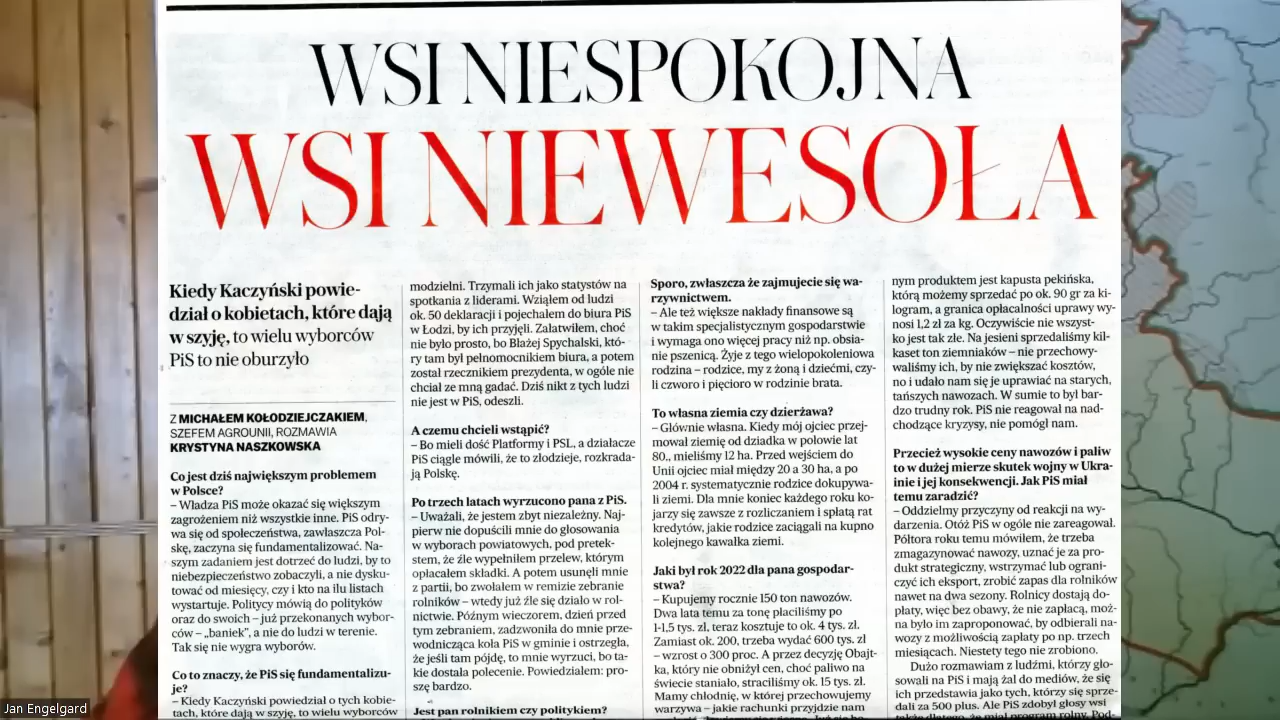 WSI NIESPOKOJNA
WSI NIEWESOŁA
Kiedy Kaczyński powie-
dział o kobietach, które dają
w szyję, to wielu wyborców
PiS to nie oburzyło
Z MICHAŁEM KOŁODZIEJCZAKIEM,
SZEFEM AGROUNII, ROZMAWIA
KRYSTYNA NASZKOWSKA
Co jest dziś największym problemem
w Polsce?
– Władza PiS może okazać się większym
zagrożeniem niż wszystkie inne. PiS odry-
wa się od społeczeństwa, zawłaszcza Pol-
skę, zaczyna się fundamentalizować. Na-
szym zadaniem jest dotrzeć do ludzi, by to
niebezpieczeństwo zobaczyli, a nie dysku-
tować od miesięcy, czy i kto na ilu listach
wystartuje. Politycy mówią do polityków
oraz do swoich – już przekonanych wybor-
ców – „baniek”, a nie do ludzi w terenie.
Tak się nie wygra wyborów.
Co to znaczy, że PiS się fundamentalizu-
je?
– Kiedy Kaczyński powiedział o tych kobie-
tach, które dają w szyję, to wielu wyborców
modzielni. Trzymali ich jako statystów na
spotkania z liderami. Wziąłem od ludzi
ok. 50 deklaracji i pojechałem do biura PiS
w Łodzi, by ich przyjęli. Załatwiłem, choć
nie było prosto, bo Błażej Spychalski, któ-
ry tam był pełnomocnikiem biura, a potem
został rzecznikiem prezydenta, w ogóle nie
chciał ze mną gadać. Dziś nikt z tych ludzi
nie jest w PiS, odeszli.
A czemu chcieli wstąpić?
– Bo mieli dość Platformy i PSL, a działacze
PiS ciągle mówili, że to złodzieje, rozkrada-
ją Polskę.
Po trzech latach wyrzucono pana z PiS.
– Uważali, że jestem zbyt niezależny. Naj-
pierw nie dopuścili mnie do głosowania
w wyborach powiatowych, pod pretek-
stem, że źle wypełniłem przelew, którym
opłacałem składki. A potem usunęli mnie
z partii, bo zwołałem w remizie zebranie
rolników – wtedy już źle się działo w rol-
nictwie. Późnym wieczorem, dzień przed
tym zebraniem, zadzwoniła do mnie prze-
wodnicząca koła PiS w gminie i ostrzegła,
że jeśli tam pójdę, to mnie wyrzuci, bo ta-
kie dostała polecenie. Powiedziałem: pro-
szę bardzo.
Jest pan rolnikiem czy politykiem?
Sporo, zwłaszcza że zajmujecie się wa-
rzywnictwem.
– Ale też większe nakłady finansowe są
w takim specjalistycznym gospodarstwie
i wymaga ono więcej pracy niż np. obsia-
nie pszenicą. Żyje z tego wielopokoleniowa
rodzina – rodzice, my z żoną i dziećmi, czy-
li czworo i pięcioro w rodzinie brata.
To własna ziemia czy dzierżawa?
– Głównie własna. Kiedy mój ojciec przej-
mował ziemię od dziadka w połowie lat
80., mieliśmy 12 ha. Przed wejściem do
Unii ojciec miał między 20 a 30 ha, a po
2004 r. systematycznie rodzice dokupywa-
li ziemi. Dla mnie koniec każdego roku ko-
jarzy się zawsze z rozliczaniem i spłatą rat
kredytów, jakie rodzice zaciągali na kupno
kolejnego kawałka ziemi.
Jaki był rok 2022 dla pana gospodar-
stwa?
– Kupujemy rocznie 150 ton nawozów.
Dwa lata temu za tonę płaciliśmy po
1-1,5 tys. zł, teraz kosztuje to ok. 4 tys. zł.
Zamiast ok. 200, trzeba wydać 600 tys. zł
– wzrost o 300 proc. A przez decyzję Obajt-
ka, który nie obniżył cen, choć paliwo na
świecie staniało, straciliśmy ok. 15 tys. zł.
Mamy chłodnię, w której przechowujemy
warzywa – jakie rachunki przyjdzie nam
nym produktem jest kapusta pekińska,
którą możemy sprzedać po ok. 90 gr za ki-
logram, a granica opłacalności uprawy wy-
nosi 1,2 zł za kg. Oczywiście nie wszyst-
ko jest tak złe. Na jesieni sprzedaliśmy kil-
kaset ton ziemniaków – nie przechowy-
waliśmy ich, by nie zwiększać kosztów,
no i udało nam się je uprawiać na starych,
tańszych nawozach. W sumie to był bar-
dzo trudny rok. PiS nie reagował na nad-
chodzące kryzysy, nie pomógł nam.
Przecież wysokie ceny nawozów i paliw
to w dużej mierze skutek wojny w Ukra-
inie i jej konsekwencji. Jak PiS miał
temu zaradzić?
– Oddzielmy przyczyny od reakcji na wy-
darzenia. Otóż PiS w ogóle nie zareagował.
Półtora roku temu mówiłem, że trzeba
zmagazynować nawozy, uznać je za pro-
dukt strategiczny, wstrzymać lub ograni-
czyć ich eksport, zrobić zapas dla rolników
nawet na dwa sezony. Rolnicy dostają do-
płaty, więc bez obawy, że nie zapłacą, moż-
na było im zaproponować, by odbierali na-
wozy z możliwością zapłaty po np. trzech
miesiącach. Niestety tego nie zrobiono.
Dużo rozmawiam z ludźmi, którzy gło-
sowali na PiS i mają żal do mediów, że się
ich przedstawia jako tych, którzy się sprze-
dali za 500 plus. Ale PiS zdobył głosy wsi
Jan Engelgard